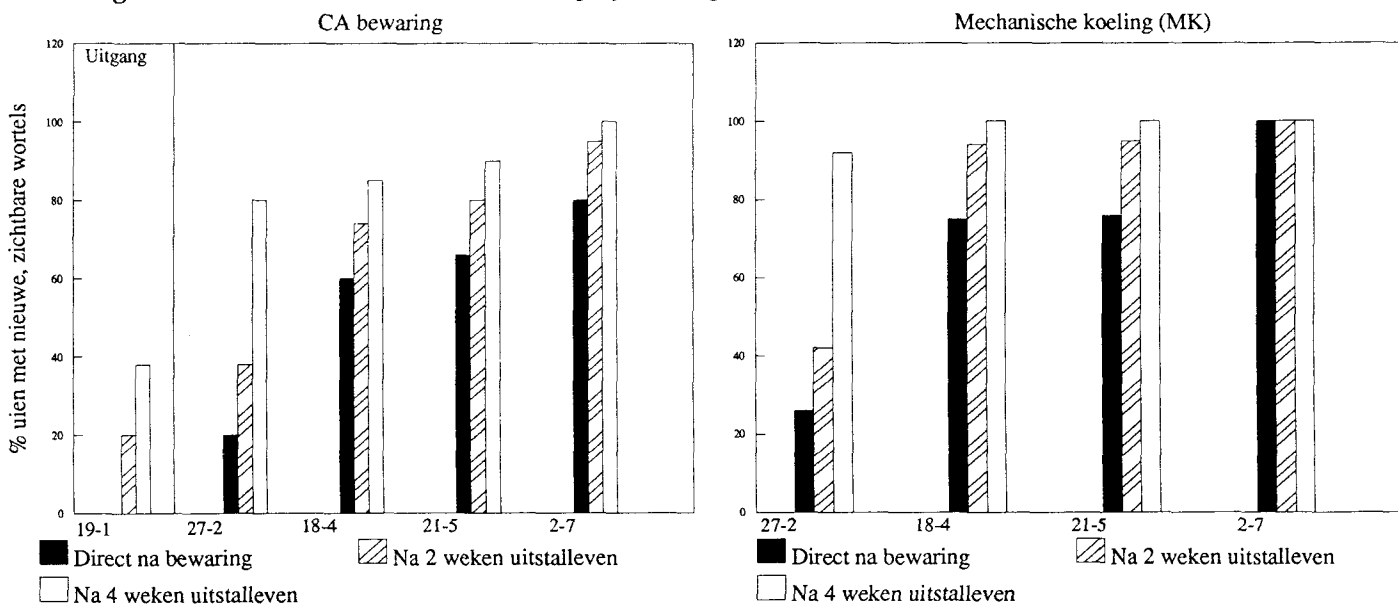 CA bewaring
Mechanische koeling (MK)
% uien met nieuwe, zichtbare wortels
Uitgang
120
100
80
60
40
20
0
19-1 27-2 18-4 21-5 2-7
Direct na bewaring
Na 2 weken uitstalleven
Na 4 weken uitstalleven
120
100
80
60
40
20
0
27-2 18-4 21-5 2-7
Direct na bewaring
Na 2 weken uitstalleven
Na 4 weken uitstalleven